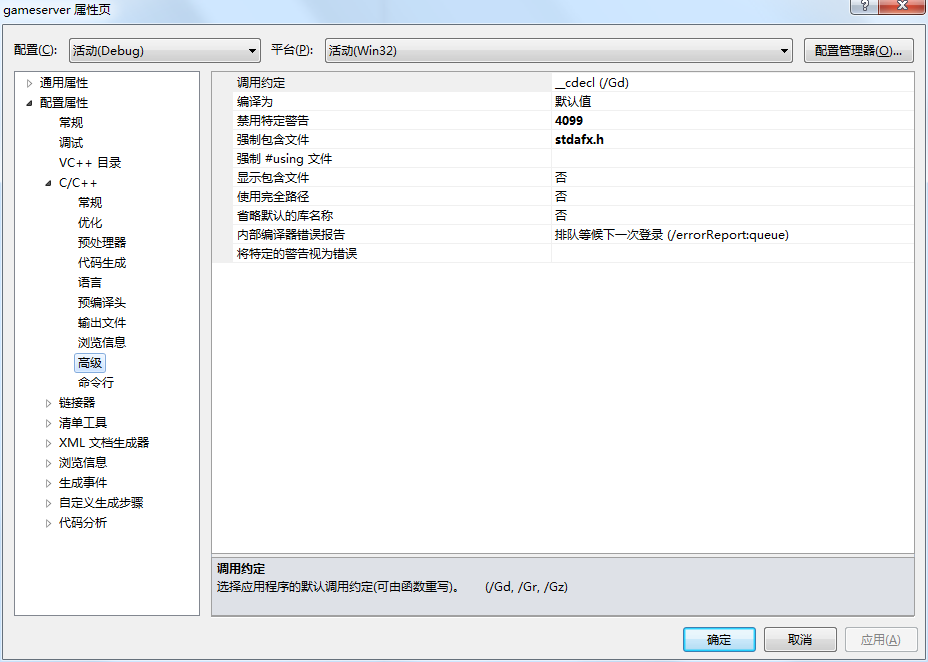 gameserver 属性页
配置(C): 活动(Debug) 平台(P): 活动(Win32) 配置管理器(O)...
通用属性
配置属性
常规
调试
VC++ 目录
C/C++
常规
优化
预处理器
代码生成
语言
预编译头
输出文件
浏览信息
高级
命令行
链接器
清单工具
XML 文档生成器
浏览信息
生成事件
自定义生成步骤
代码分析
调用约定 __cdecl (/Gd)
编译为 默认值
禁用特定警告 4099
强制包含文件 stdafx.h
强制 #using 文件
显示包含文件 否
使用完全路径 否
省略默认的库名称 否
内部编译器错误报告 排队等候下一次登录 (/errorReport:queue)
将特定的警告视为错误
调用约定
选择应用程序的默认调用约定(可由函数重写)。 (/Gd, /Gr, /Gz)
确定 取消 应用(A)